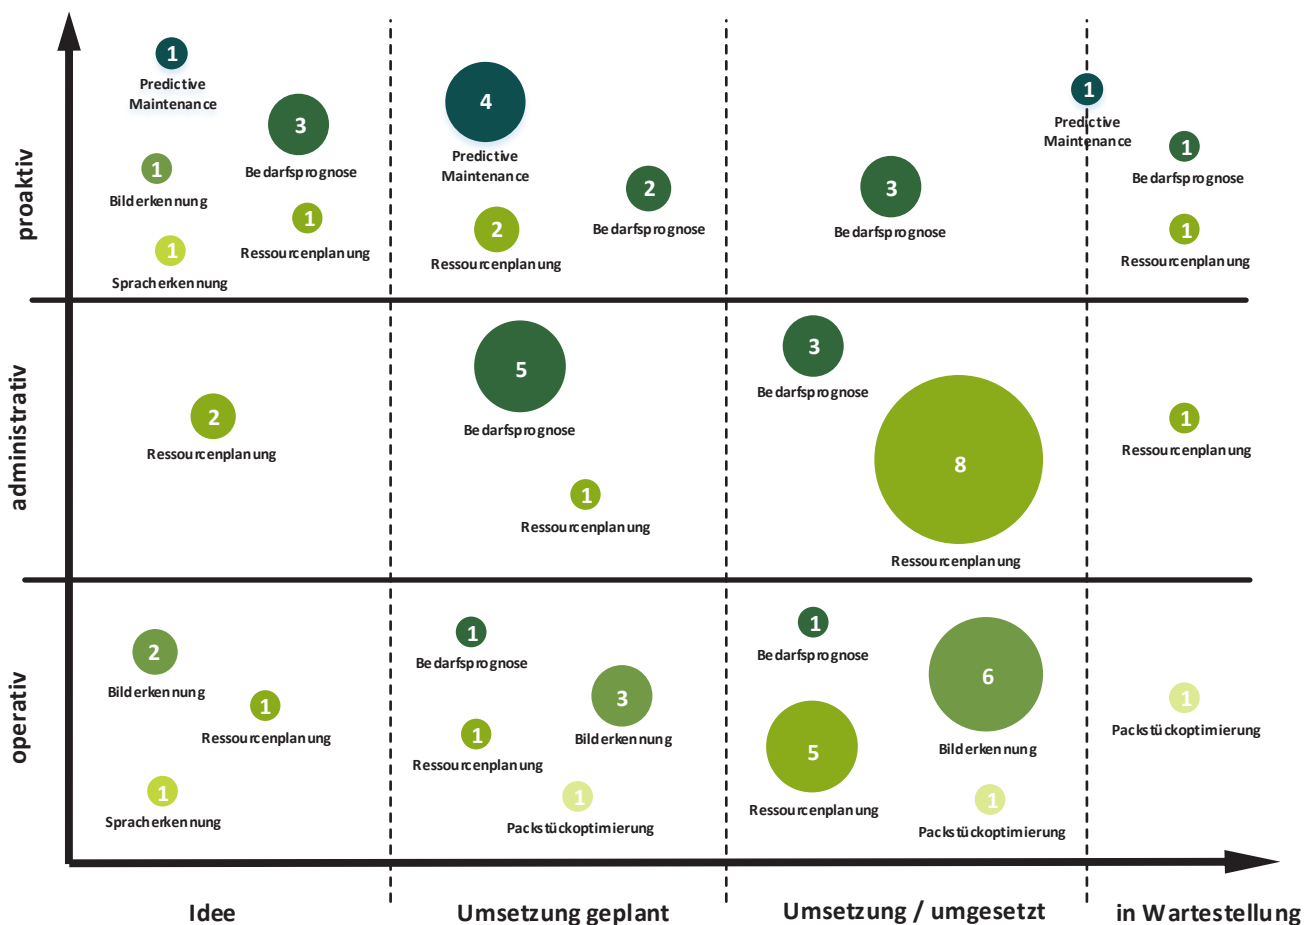 proaktiv
1
Predictive
Maintenance
3
Bedarfsprognose
1
Bilderkennung
1
Ressourcenplanung
1
Spracherkennung
4
Predictive
Maintenance
2
Bedarfsprognose
2
Ressourcenplanung
3
Bedarfsprognose
1
Predictive
Maintenance
1
Bedarfsprognose
1
Ressourcenplanung
administrativ
2
Ressourcenplanung
5
Bedarfsprognose
1
Ressourcenplanung
3
Bedarfsprognose
8
Ressourcenplanung
1
Ressourcenplanung
operativ
2
Bilderkennung
1
Ressourcenplanung
1
Spracherkennung
1
Bedarfsprognose
3
Bilderkennung
1
Ressourcenplanung
1
Packstückoptimierung
1
Bedarfsprognose
6
Bilderkennung
5
Ressourcenplanung
1
Packstückoptimierung
1
Packstückoptimierung
Idee
Umsetzung geplant
Umsetzung / umgesetzt
in Wartestellung